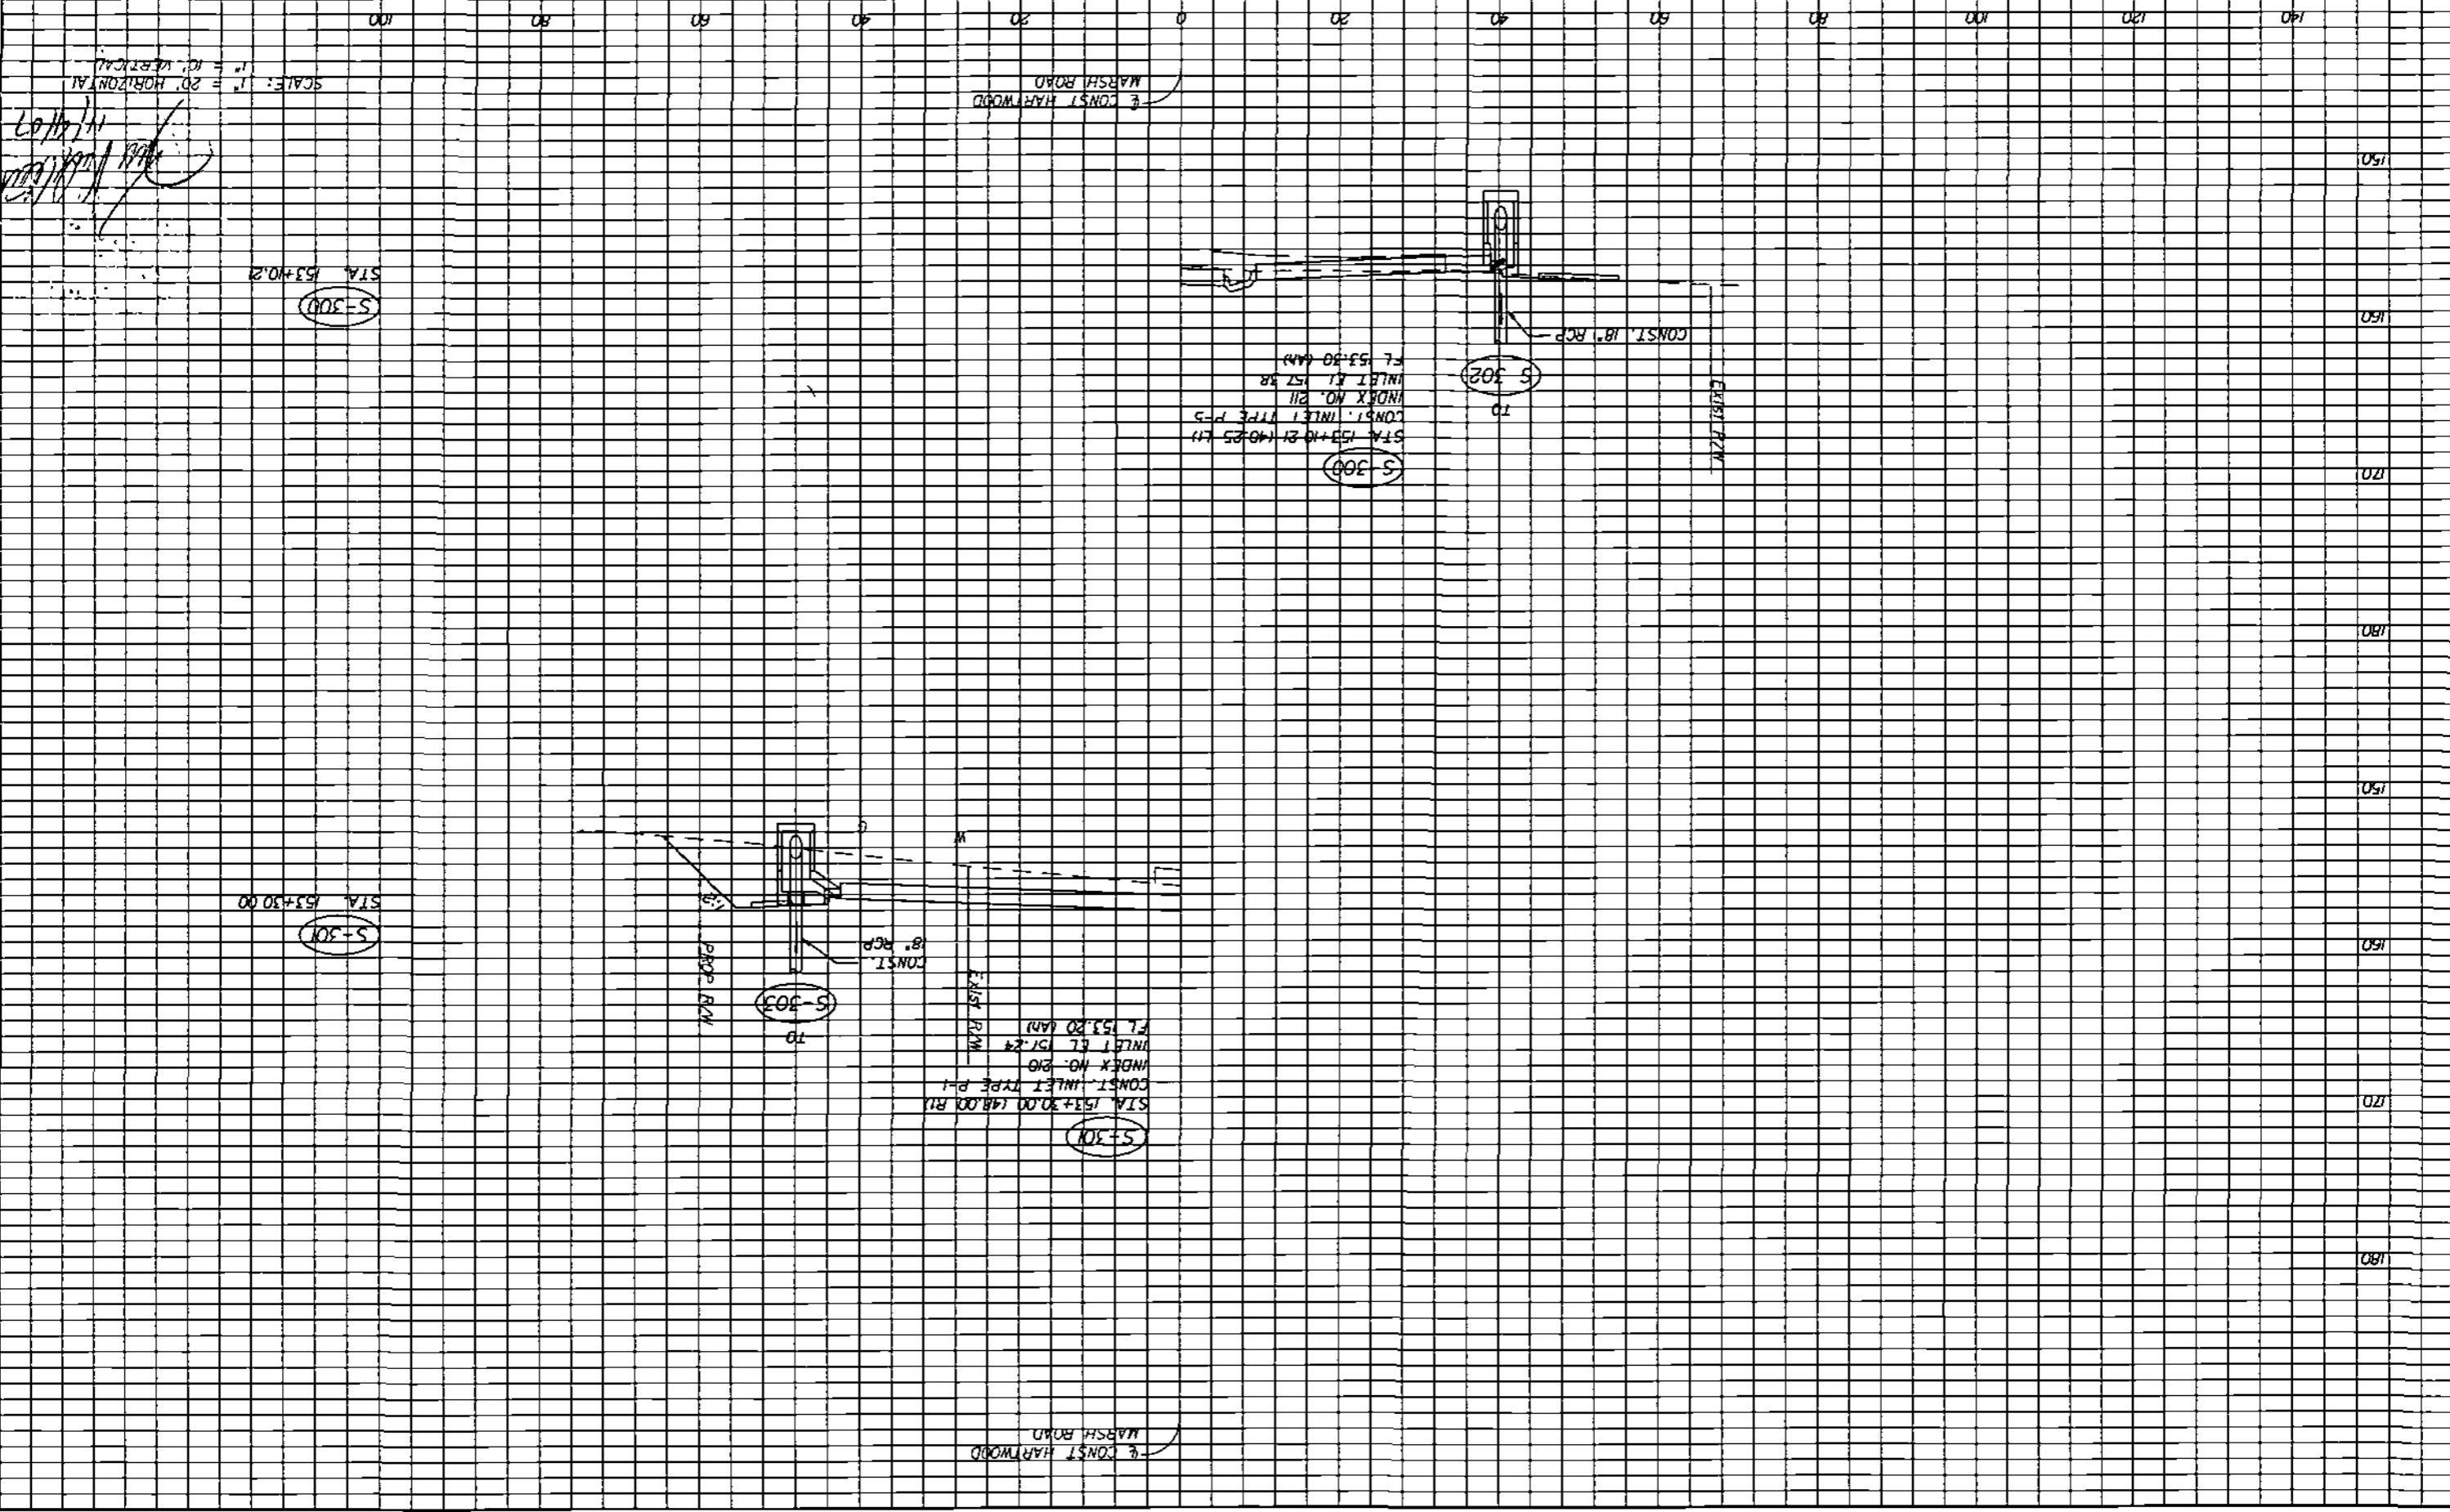 ℄ CONST HARTWOOD
MARSH ROAD
180
S-301
STA. 153+30.00 (48.00 Rt)
CONST. INLET TYPE P-1
INDEX NO. 210
INLET EL 157.24
FL 153.20 (AH)
170
TO
S-303
EXIST R/W
PROP R/W
CONST.
18" RCP
160
S-301
STA. 153+30.00
W
G
150
180
170
S-300
STA. 153+10.21 (40.25 Lt)
CONST. INLET TYPE P-5
INDEX NO. 211
INLET El 157.38
FL 153.30 (AH)
TO
S 302
EXIST R/W
CONST. 18" RCP
160
S-300
STA. 153+10.21
150
11/4/07
℄ CONST HARTWOOD
MARSH ROAD
SCALE: 1" = 20' HORIZONTAL
1" = 10' VERTICAL
140 120 100 80 60 40 20 0 20 40 60 80 100